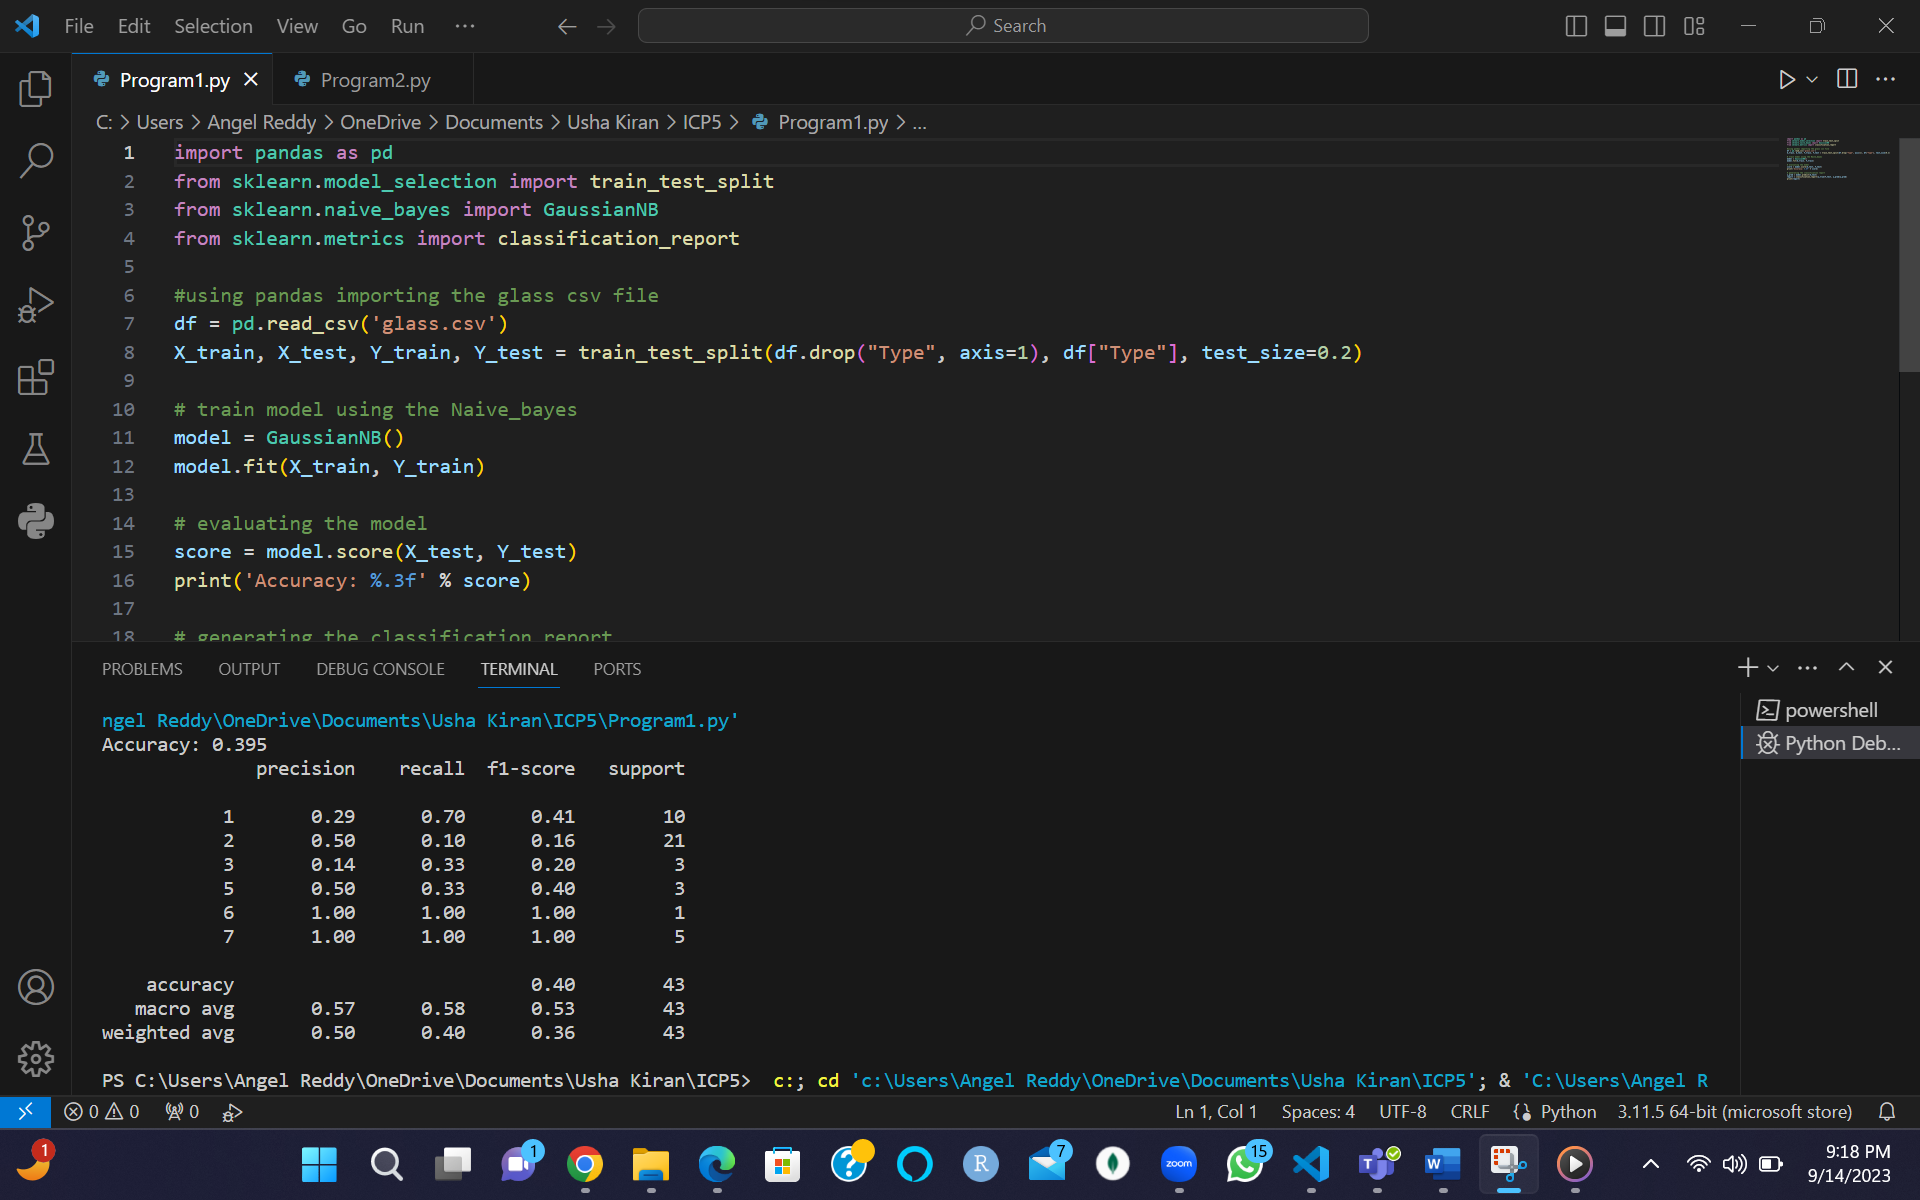 File Edit Selection View Go Run ··· Search
Program1.py Program2.py
C: > Users > Angel Reddy > OneDrive > Documents > Usha Kiran > ICP5 > Program1.py > ...
1 import pandas as pd
2 from sklearn.model_selection import train_test_split
3 from sklearn.naive_bayes import GaussianNB
4 from sklearn.metrics import classification_report
5
6 #using pandas importing the glass csv file
7 df = pd.read_csv('glass.csv')
8 X_train, X_test, Y_train, Y_test = train_test_split(df.drop("Type", axis=1), df["Type"], test_size=0.2)
9
10 # train model using the Naive_bayes
11 model = GaussianNB()
12 model.fit(X_train, Y_train)
13
14 # evaluating the model
15 score = model.score(X_test, Y_test)
16 print('Accuracy: %.3f' % score)
17
18 # generating the classification report
PROBLEMS OUTPUT DEBUG CONSOLE TERMINAL PORTS
powershell
Python Deb...
ngel Reddy\OneDrive\Documents\Usha Kiran\ICP5\Program1.py'
Accuracy: 0.395
precision recall f1-score support
1 0.29 0.70 0.41 10
2 0.50 0.10 0.16 21
3 0.14 0.33 0.20 3
5 0.50 0.33 0.40 3
6 1.00 1.00 1.00 1
7 1.00 1.00 1.00 5
accuracy 0.40 43
macro avg 0.57 0.58 0.53 43
weighted avg 0.50 0.40 0.36 43
PS C:\Users\Angel Reddy\OneDrive\Documents\Usha Kiran\ICP5> c:; cd 'c:\Users\Angel Reddy\OneDrive\Documents\Usha Kiran\ICP5'; & 'C:\Users\Angel R
0 0 0 Ln 1, Col 1 Spaces: 4 UTF-8 CRLF Python 3.11.5 64-bit (microsoft store)
1 1 R 7 zoom 15 T W 9:18 PM
9/14/2023